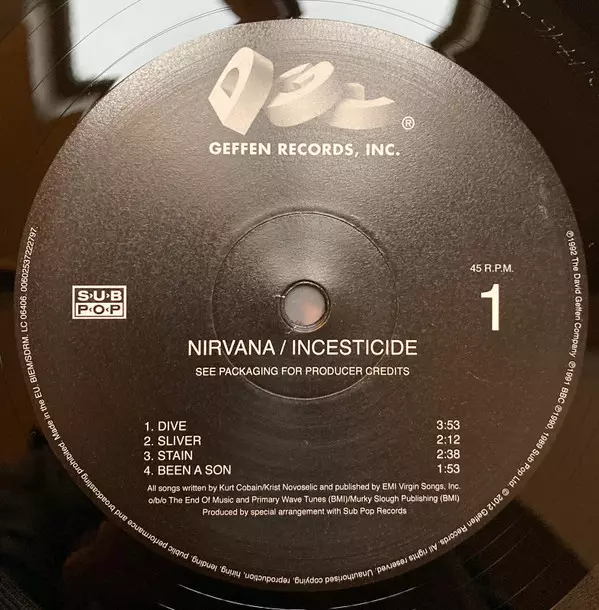 ®
GEFFEN RECORDS, INC.
45 R.P.M.
1
SUB
POP
NIRVANA / INCESTICIDE
SEE PACKAGING FOR PRODUCER CREDITS
1. DIVE 3:53
2. SLIVER 2:12
3. STAIN 2:38
4. BEEN A SON 1:53
All songs written by Kurt Cobain/Krist Novoselic and published by EMI Virgin Songs, Inc.
o/b/o The End Of Music and Primary Wave Tunes (BMI)/Murky Slough Publishing (BMI)
Produced by special arrangement with Sub Pop Records
℗1992 The David Geffen Company ℗1991 BBC ℗1990, 1989 Sub Pop Ltd © 2012 Geffen Records All rights reserved. Unauthorised copying, reproduction, hiring, lending, public performance and broadcasting prohibited. Made in the EU. BIEM/SDRM. LC 06406. 00602537222797.